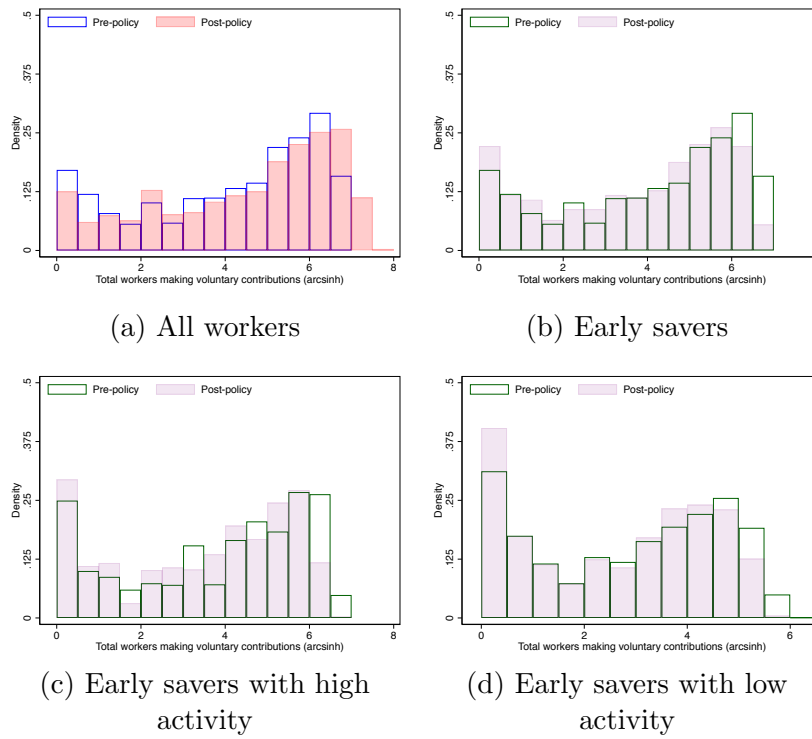 Pre-policy Post-policy
.5
.375
.25
.125
0
Density
0 2 4 6 8
Total workers making voluntary contributions (arcsinh)
(a) All workers
Pre-policy Post-policy
.5
.375
.25
.125
0
Density
0 2 4 6
Total workers making voluntary contributions (arcsinh)
(b) Early savers
Pre-policy Post-policy
.5
.375
.25
.125
0
Density
0 2 4 6 8
Total workers making voluntary contributions (arcsinh)
(c) Early savers with high
activity
Pre-policy Post-policy
.5
.375
.25
.125
0
Density
0 2 4 6
Total workers making voluntary contributions (arcsinh)
(d) Early savers with low
activity